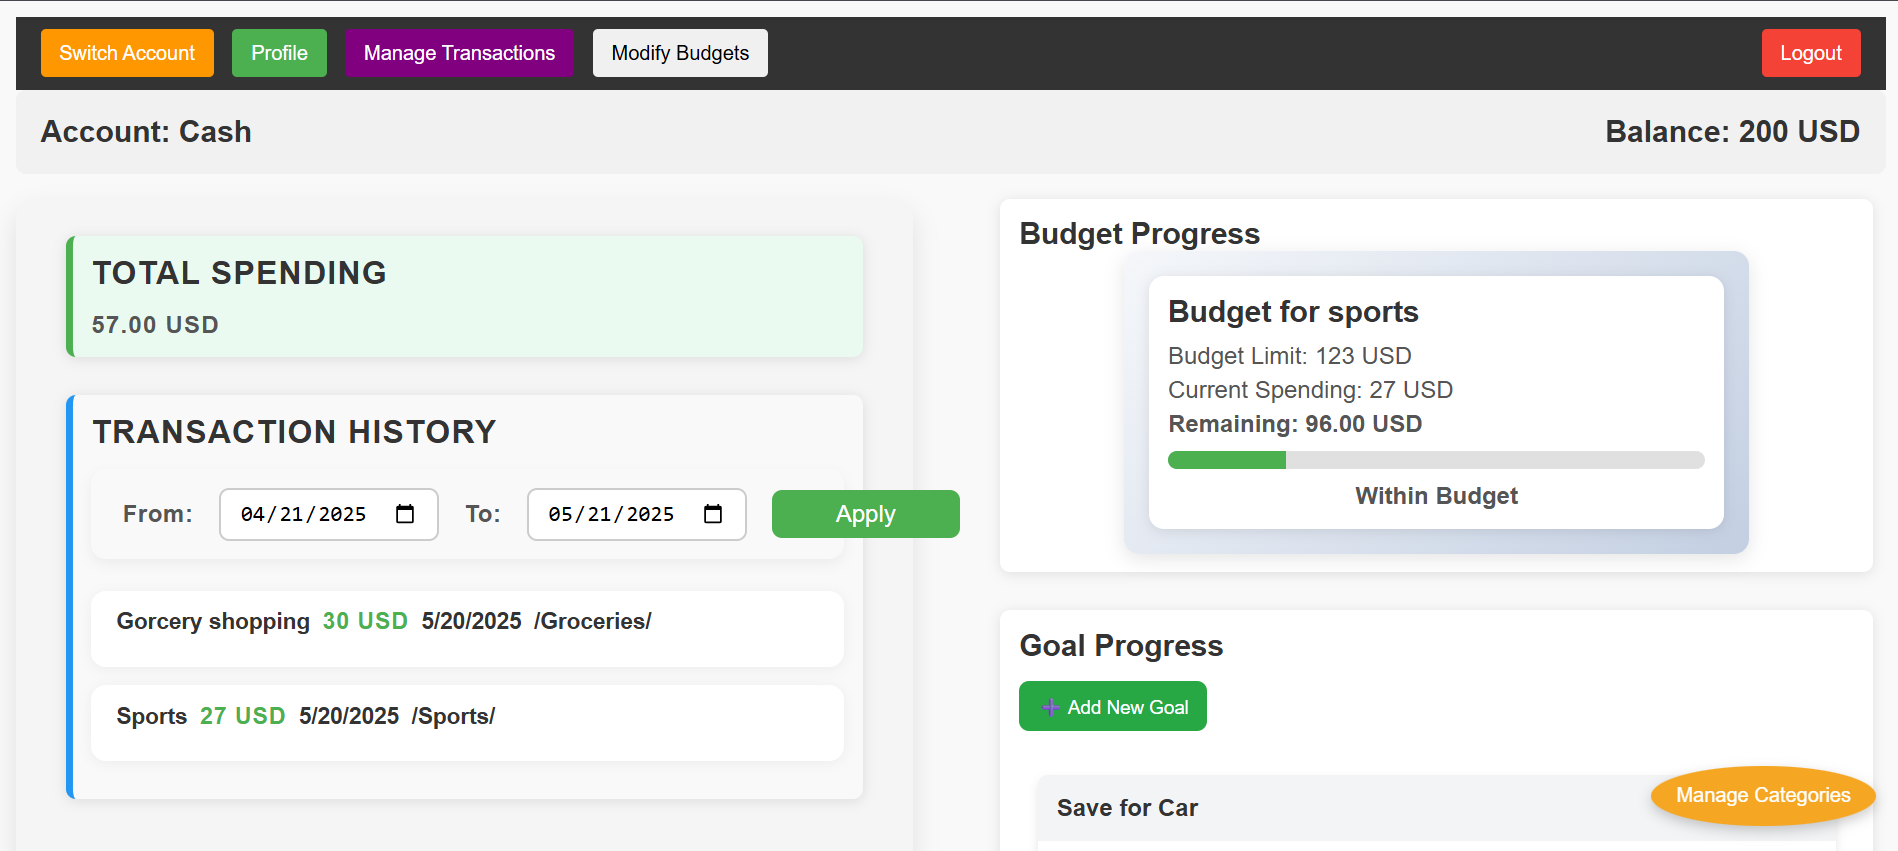 Switch Account Profile Manage Transactions Modify Budgets Logout
Account: Cash Balance: 200 USD
TOTAL SPENDING
57.00 USD
TRANSACTION HISTORY
From: 04/21/2025 To: 05/21/2025 Apply
Gorcery shopping 30 USD 5/20/2025 /Groceries/
Sports 27 USD 5/20/2025 /Sports/
Budget Progress
Budget for sports
Budget Limit: 123 USD
Current Spending: 27 USD
Remaining: 96.00 USD
Within Budget
Goal Progress
➕ Add New Goal
Save for Car
Manage Categories